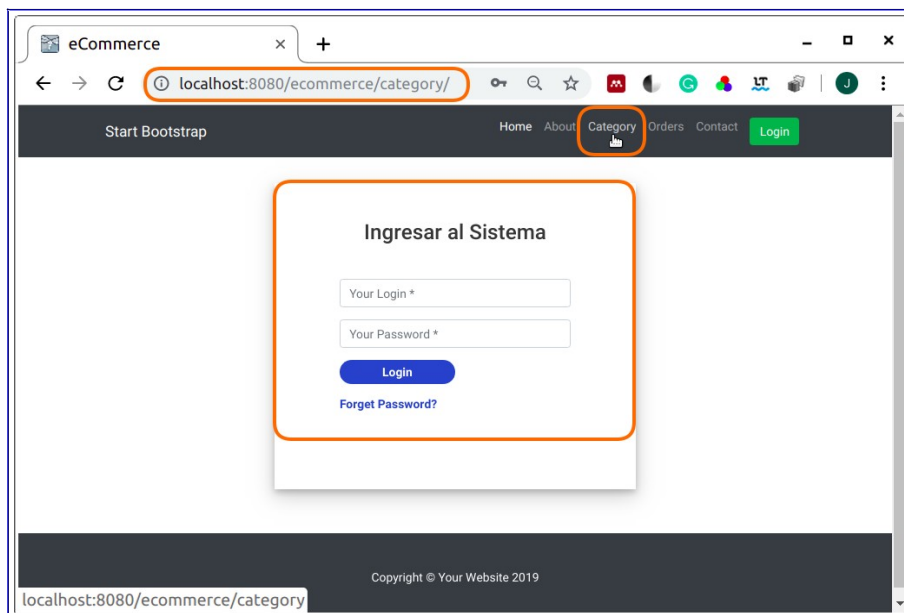 eCommerce
localhost:8080/ecommerce/category/
Start Bootstrap
Home About Category Orders Contact Login
Ingresar al Sistema
Your Login *
Your Password *
Login
Forget Password?
Copyright © Your Website 2019
localhost:8080/ecommerce/category